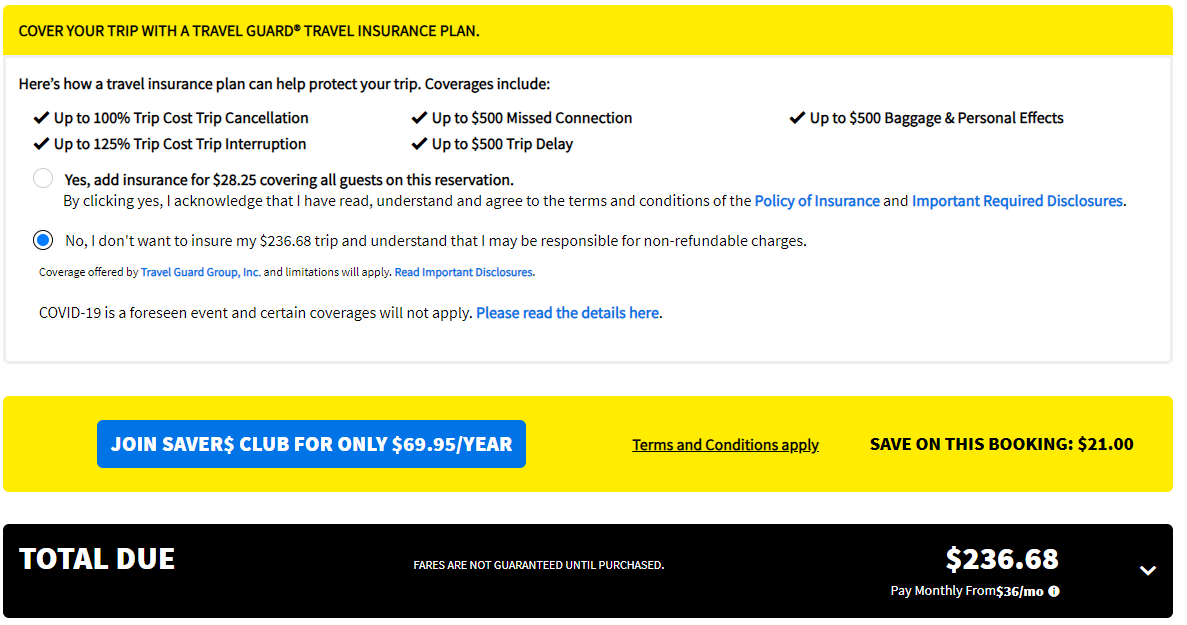 COVER YOUR TRIP WITH A TRAVEL GUARD® TRAVEL INSURANCE PLAN.
Here's how a travel insurance plan can help protect your trip. Coverages include:
Up to 100% Trip Cost Trip Cancellation
Up to $500 Missed Connection
Up to $500 Baggage & Personal Effects
Up to 125% Trip Cost Trip Interruption
Up to $500 Trip Delay
Yes, add insurance for $28.25 covering all guests on this reservation.
By clicking yes, I acknowledge that I have read, understand and agree to the terms and conditions of the Policy of Insurance and Important Required Disclosures.
No, I don't want to insure my $236.68 trip and understand that I may be responsible for non-refundable charges.
Coverage offered by Travel Guard Group, Inc. and limitations will apply. Read Important Disclosures.
COVID-19 is a foreseen event and certain coverages will not apply. Please read the details here.
JOIN SAVER$ CLUB FOR ONLY $69.95/YEAR
Terms and Conditions apply
SAVE ON THIS BOOKING: $21.00
TOTAL DUE
FARES ARE NOT GUARANTEED UNTIL PURCHASED.
$236.68
Pay Monthly From$36/mo